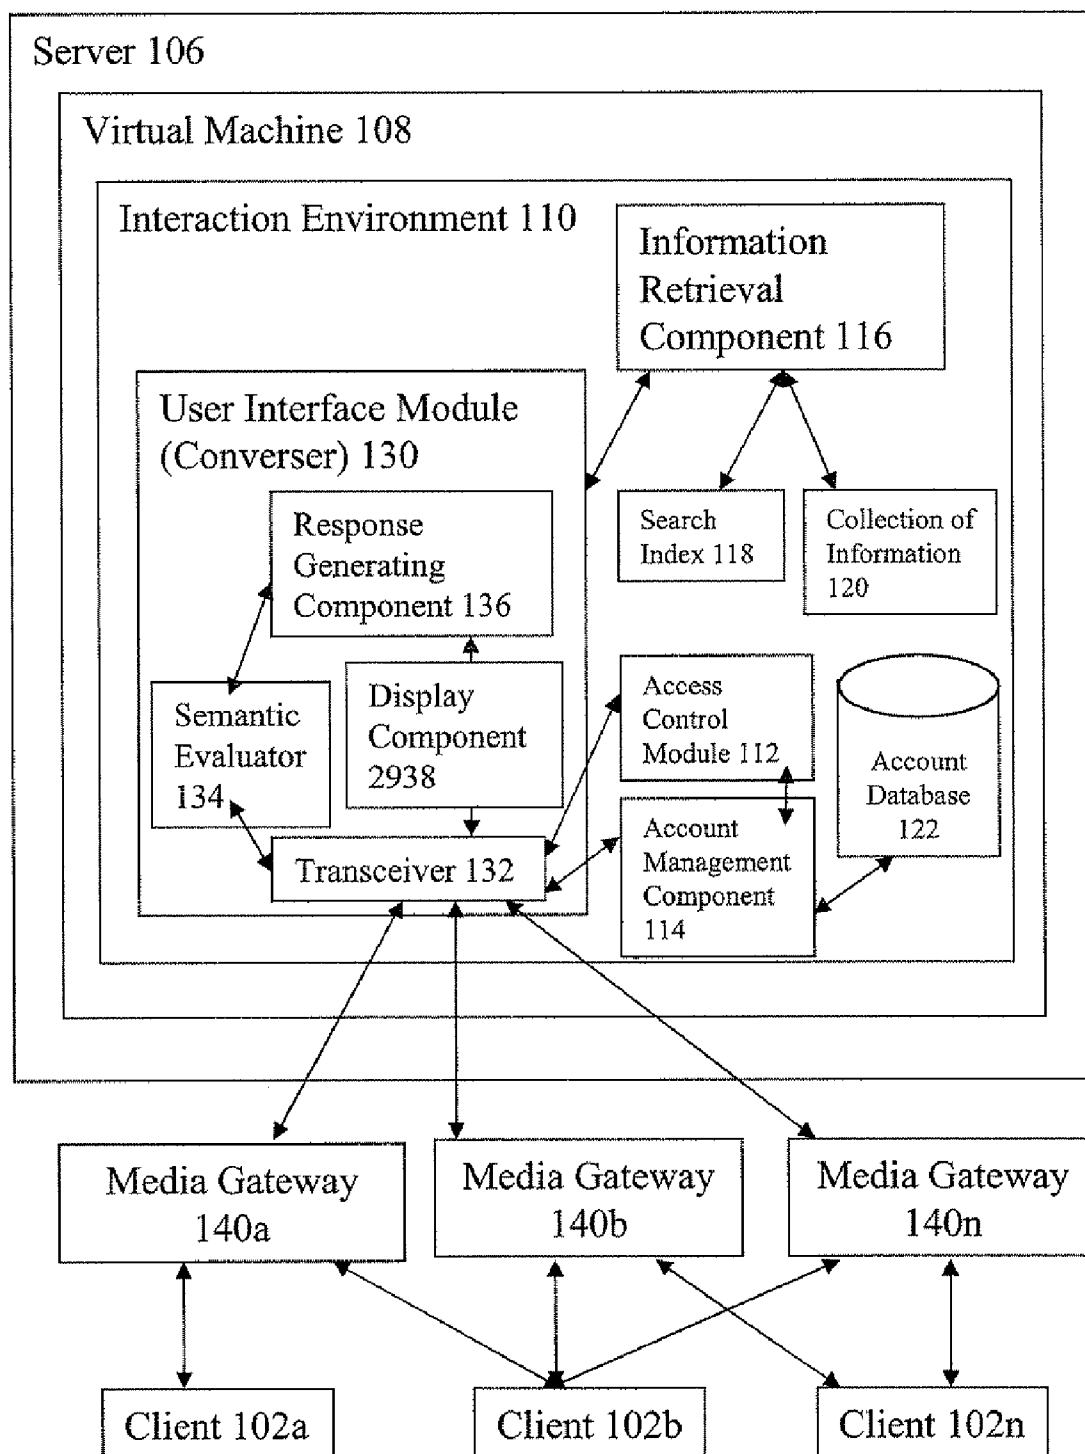 Server 106
Virtual Machine 108
Interaction Environment 110
Information
Retrieval
Component 116
User Interface Module
(Converser) 130
Response
Generating
Component 136
Search
Index 118
Collection of
Information
120
Semantic
Evaluator
134
Display
Component
2938
Access
Control
Module 112
Account
Database
122
Transceiver 132
Account
Management
Component
114
Media Gateway
140a
Media Gateway
140b
Media Gateway
140n
Client 102a
Client 102b
Client 102n